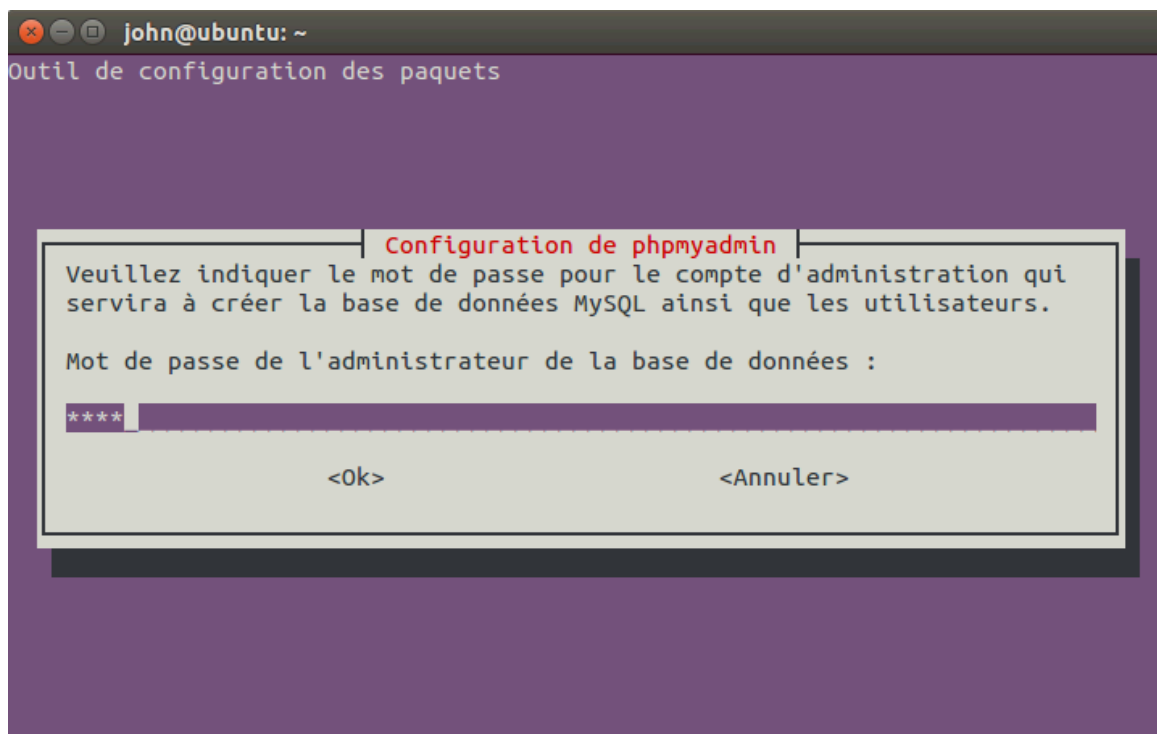 john@ubuntu: ~
Outil de configuration des paquets
Configuration de phpmyadmin
Veuillez indiquer le mot de passe pour le compte d'administration qui
servira à créer la base de données MySQL ainsi que les utilisateurs.
Mot de passe de l'administrateur de la base de données :
****_
<Ok> <Annuler>